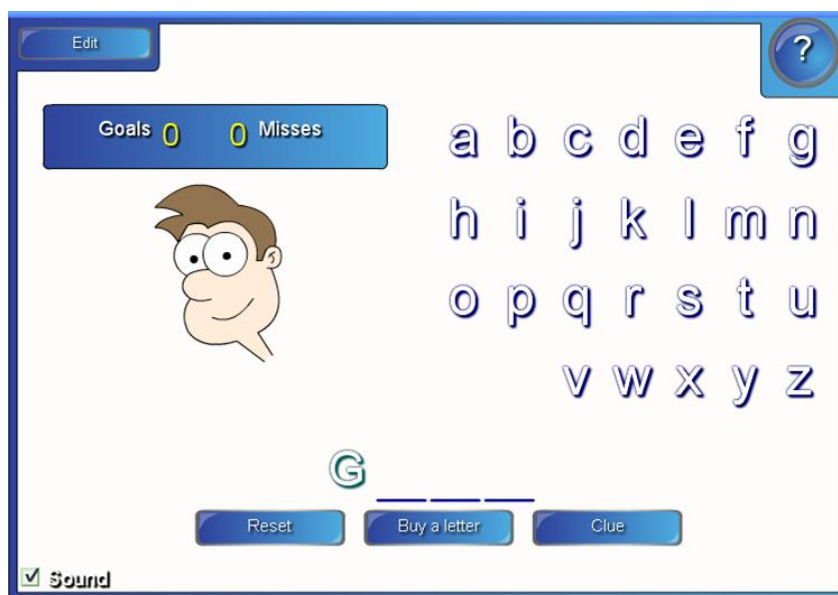 Edit
?
Goals 0 0 Misses
a b c d e f g
h i j k l m n
o p q r s t u
v w x y z
G _ _ _
Reset Buy a letter Clue
Sound